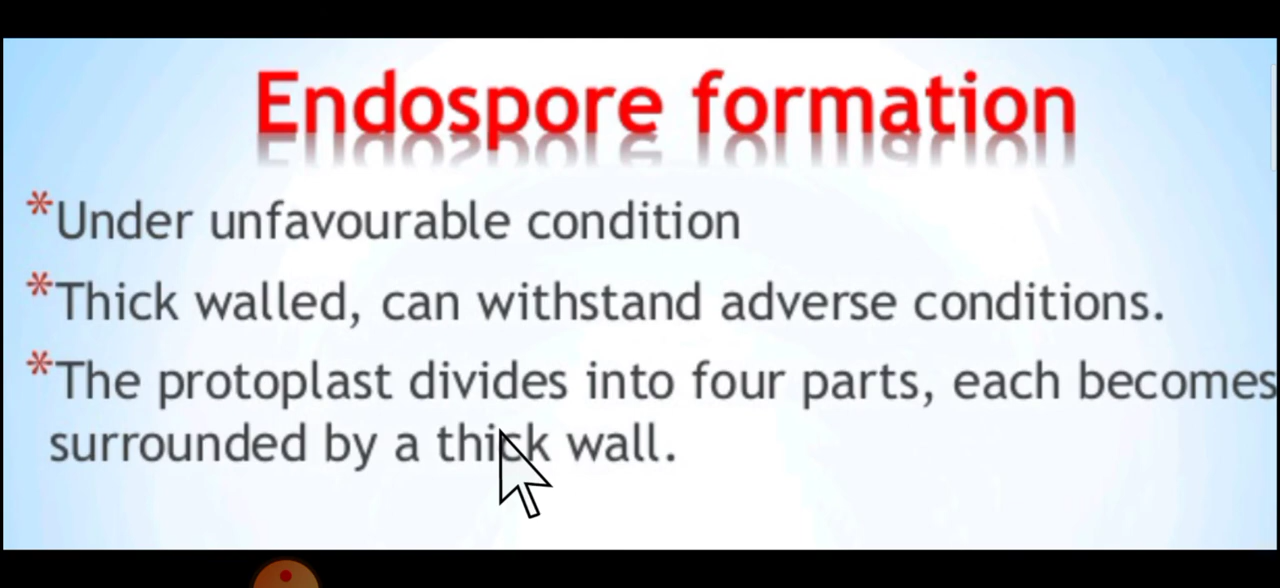 Endospore formation
*Under unfavourable condition
*Thick walled, can withstand adverse conditions.
*The protoplast divides into four parts, each becomes
surrounded by a thick wall.